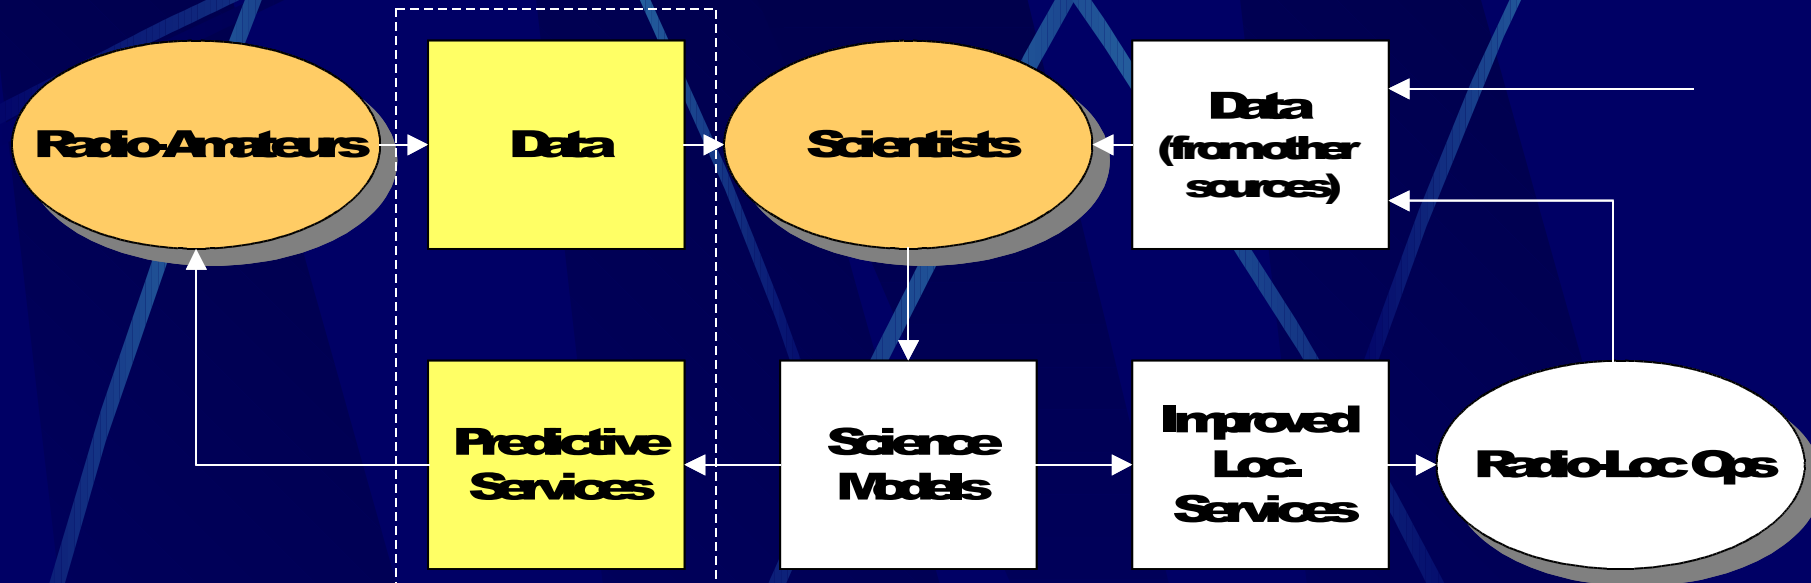 Radio-Amateurs
Data
Scientists
Data
(from other
sources)
Predictive
Services
Science
Models
Improved
Loc.
Services
Radio-Loc Ops